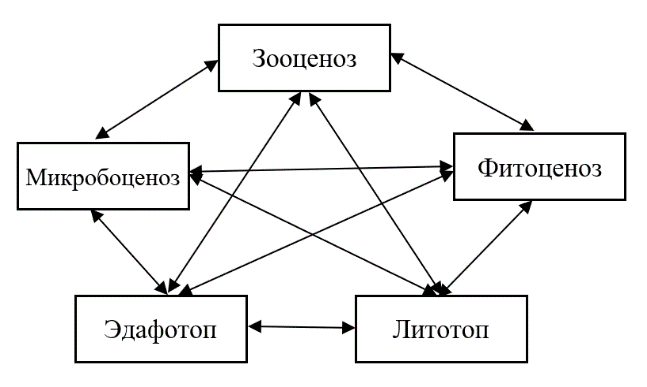 Зооценоз
Микробоценоз
Фитоценоз
Эдафотоп
Литотоп